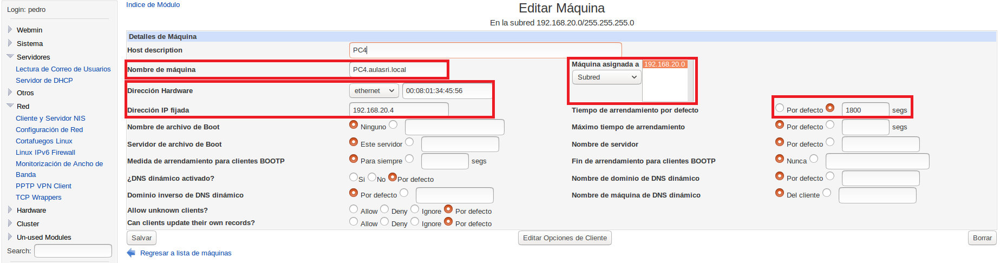 Login: pedro
Webmin
Sistema
Servidores
Lectura de Correo de Usuarios
Servidor de DHCP
Otros
Red
Cliente y Servidor NIS
Configuración de Red
Cortafuegos Linux
Linux IPv6 Firewall
Monitorización de Ancho de
Banda
PPTP VPN Client
TCP Wrappers
Hardware
Cluster
Un-used Modules
Search:
Indice de Módulo
Editar Máquina
En la subred 192.168.20.0/255.255.255.0
Detalles de Máquina
Host description PC4
Nombre de máquina PC4.aulasri.local Máquina asignada a 192.168.20.0
Subred
Dirección Hardware ethernet 00:08:01:34:45:56
Dirección IP fijada 192.168.20.4 Tiempo de arrendamiento por defecto Por defecto 1800 segs
Nombre de archivo de Boot Ninguno Máximo tiempo de arrendamiento Por defecto segs
Servidor de archivo de Boot Este servidor Nombre de servidor Por defecto
Medida de arrendamiento para clientes BOOTP Para siempre segs Fin de arrendamiento para clientes BOOTP Nunca
¿DNS dinámico activado? Si No Por defecto Nombre de dominio de DNS dinámico Por defecto
Dominio inverso de DNS dinámico Por defecto Nombre de máquina de DNS dinámico Del cliente
Allow unknown clients? Allow Deny Ignore Por defecto
Can clients update their own records? Allow Deny Ignore Por defecto
Salvar Editar Opciones de Cliente Borrar
Regresar a lista de máquinas